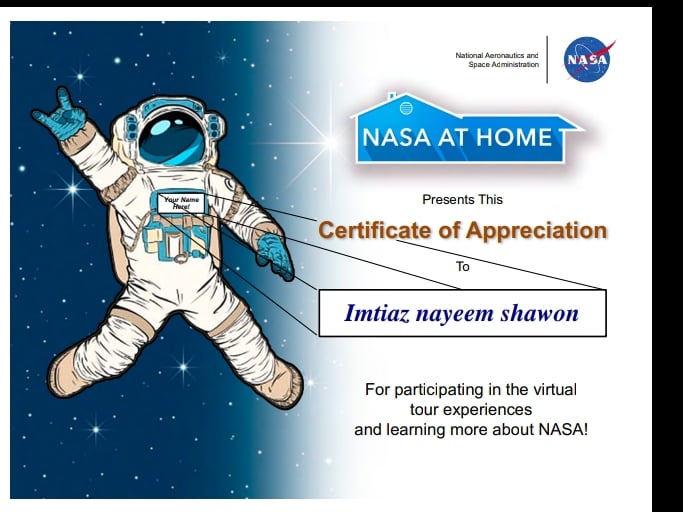 National Aeronautics and
Space Administration
NASA
NASA AT HOME
Presents This
Certificate of Appreciation
To
Your Name
Here!
Imtiaz nayeem shawon
For participating in the virtual
tour experiences
and learning more about NASA!